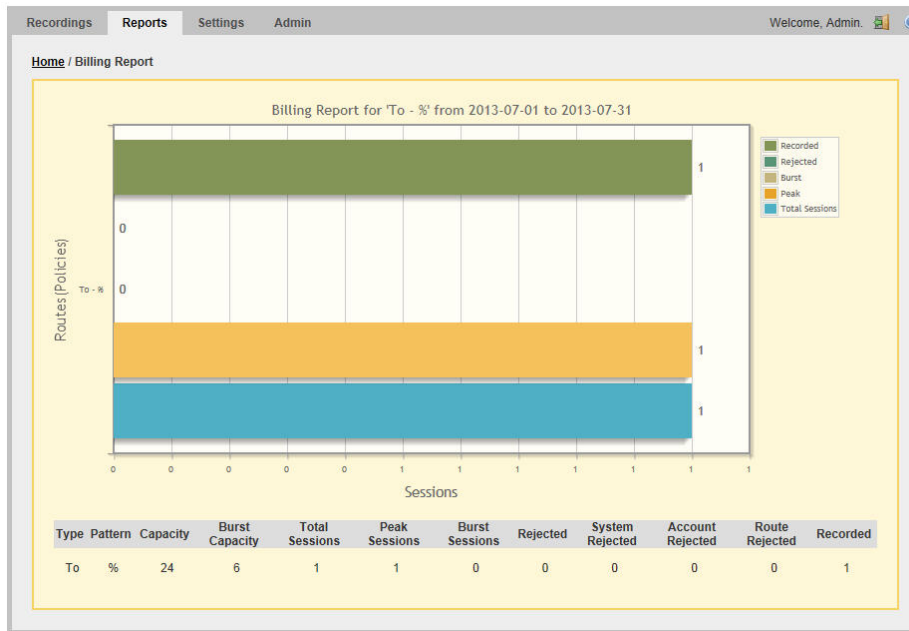 Recordings Reports Settings Admin Welcome, Admin.
Home / Billing Report
Billing Report for 'To - %' from 2013-07-01 to 2013-07-31
Recorded
Rejected
Burst
Peak
Total Sessions
1
0
0
1
1
Routes(Policies)
To - %
0 0 0 0 0 1 1 1 1 1 1 1
Sessions
Type Pattern Capacity Burst Capacity Total Sessions Peak Sessions Burst Sessions Rejected System Rejected Account Rejected Route Rejected Recorded
To % 24 6 1 1 0 0 0 0 0 1